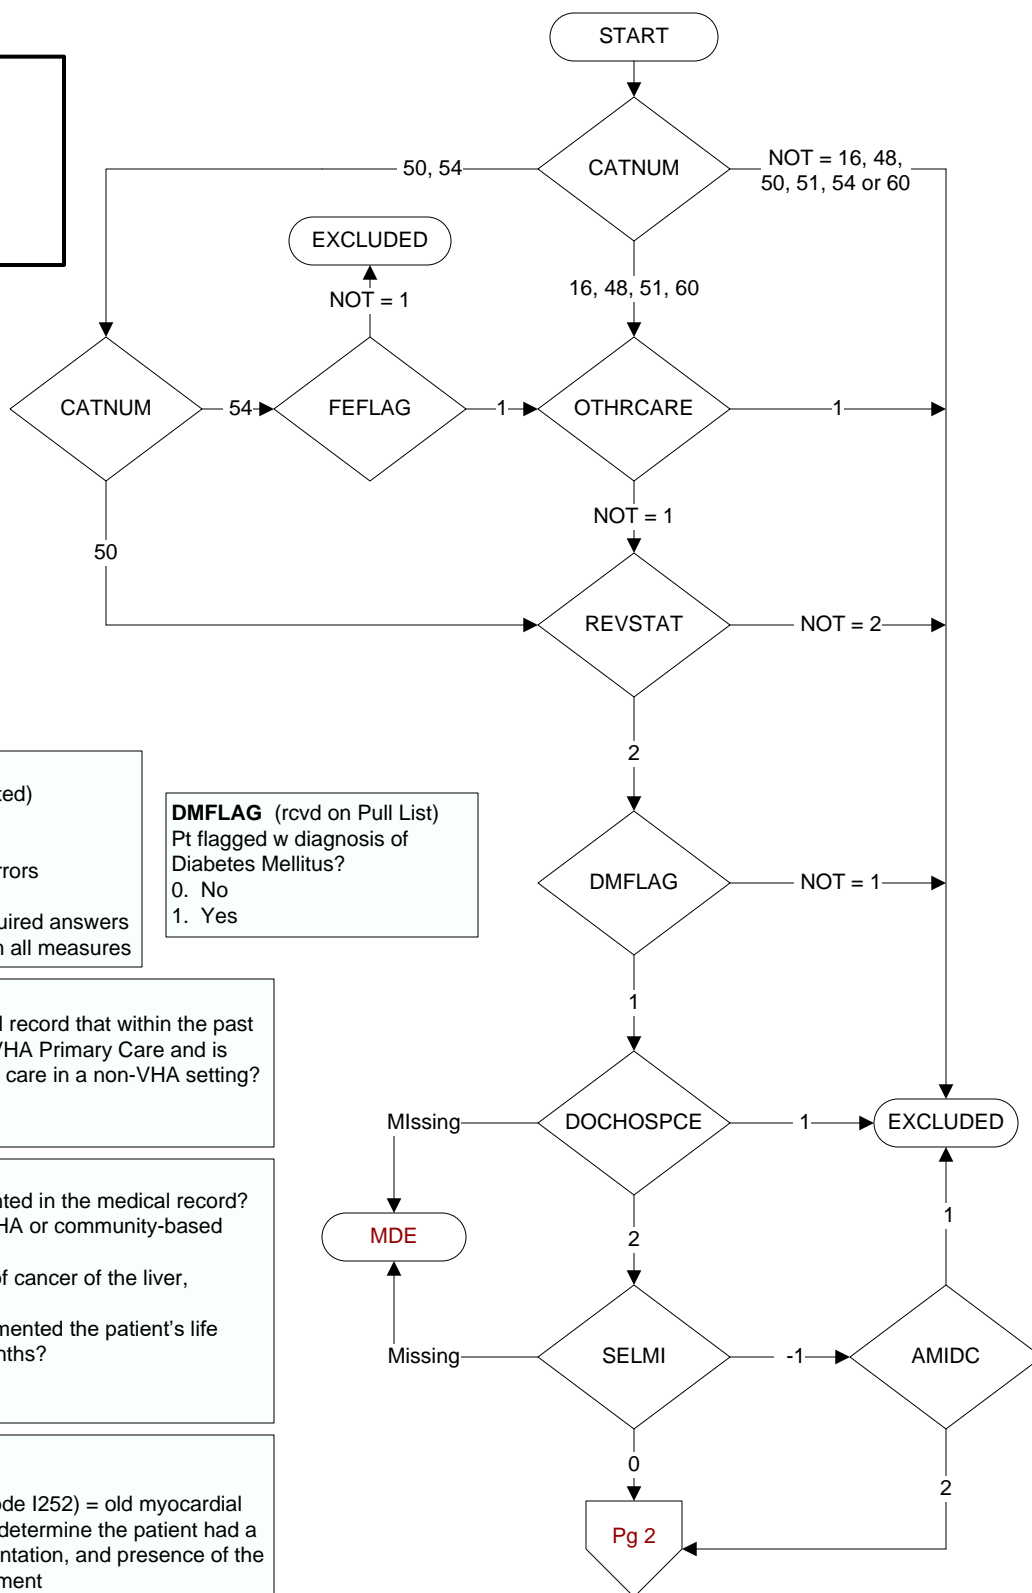 START
CATNUM
50, 54
NOT = 16, 48,
50, 51, 54 or 60
EXCLUDED
NOT = 1
16, 48, 51, 60
CATNUM
54
FEFLAG
1
OTHRCARE
1
NOT = 1
50
REVSTAT
NOT = 2
2
ted)
rrors
uired answers
n all measures
DMFLAG (rcvd on Pull List)
Pt flagged w diagnosis of
Diabetes Mellitus?
0. No
1. Yes
DMFLAG
NOT = 1
1
l record that within the past
VHA Primary Care and is
care in a non-VHA setting?
MIssing
DOCHOSPCE
1
EXCLUDED
nted in the medical record?
HA or community-based
of cancer of the liver,
mented the patient's life
nths?
MDE
2
1
Missing
SELMI
-1
AMIDC
0
2
ode I252) = old myocardial
determine the patient had a
ntation, and presence of the
ment
Pg 2